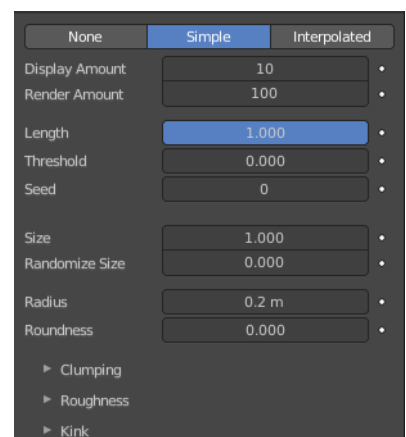 None Simple Interpolated
Display Amount 10
Render Amount 100
Length 1.000
Threshold 0.000
Seed 0
Size 1.000
Randomize Size 0.000
Radius 0.2 m
Roundness 0.000
Clumping
Roughness
Kink